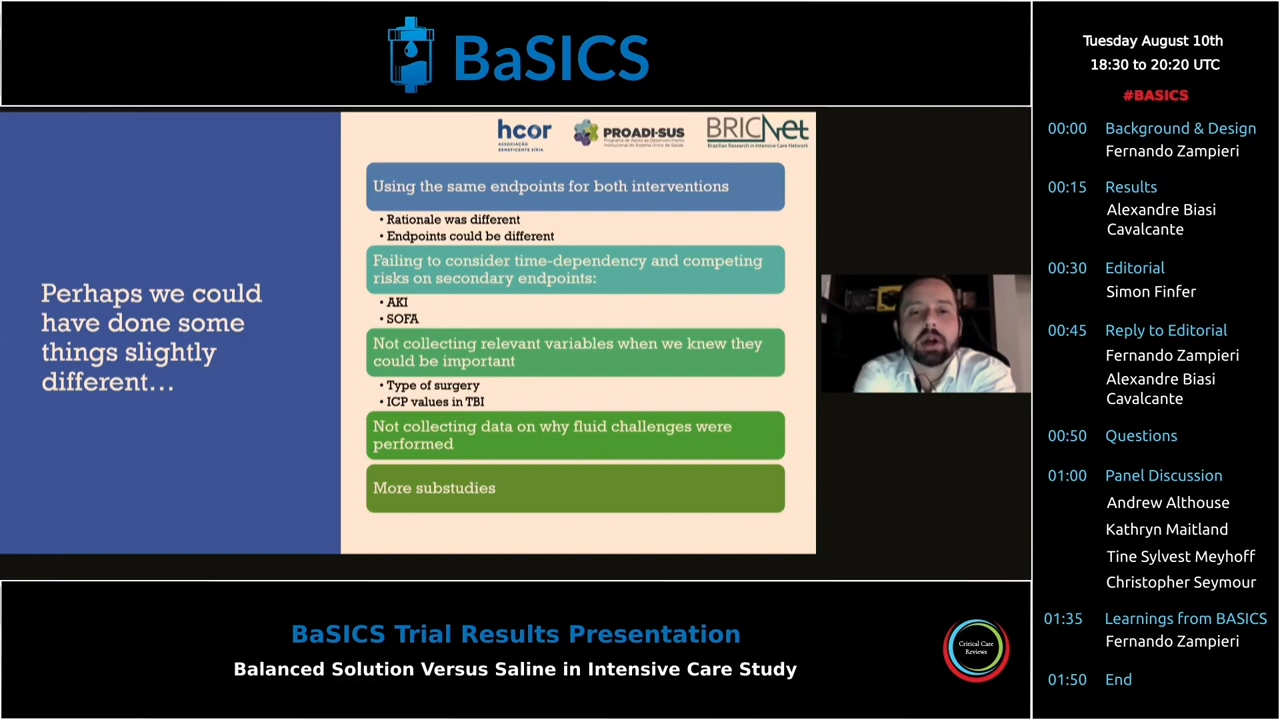 BaSICS
hcor
ASSOCIAÇÃO
BENEFICENTE SÍRIA
PROADI-SUS
BRICNet
Brazilian Research in Intensive Care Network
Perhaps we could
have done some
things slightly
different…
Using the same endpoints for both interventions
• Rationale was different
• Endpoints could be different
Failing to consider time-dependency and competing
risks on secondary endpoints:
• AKI
• SOFA
Not collecting relevant variables when we knew they
could be important
• Type of surgery
• ICP values in TBI
Not collecting data on why fluid challenges were
performed
More substudies
BaSICS Trial Results Presentation
Balanced Solution Versus Saline in Intensive Care Study
Critical Care
Reviews
Tuesday August 10th
18:30 to 20:20 UTC
#BASICS
00:00 Background & Design
Fernando Zampieri
00:15 Results
Alexandre Biasi
Cavalcante
00:30 Editorial
Simon Finfer
00:45 Reply to Editorial
Fernando Zampieri
Alexandre Biasi
Cavalcante
00:50 Questions
01:00 Panel Discussion
Andrew Althouse
Kathryn Maitland
Tine Sylvest Meyhoff
Christopher Seymour
01:35 Learnings from BASICS
Fernando Zampieri
01:50 End